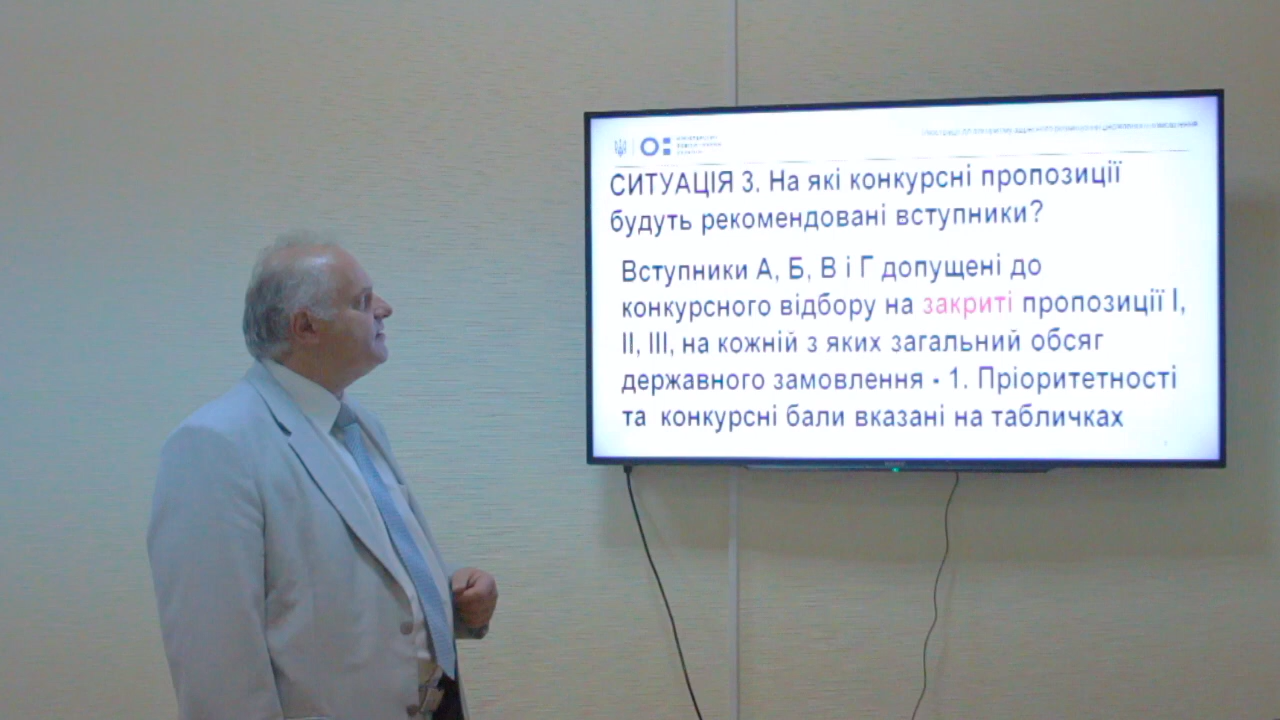 СИТУАЦІЯ 3. На які конкурсні пропозиції
будуть рекомендовані вступники?
Вступники А, Б, В і Г допущені до
конкурсного відбору на закриті пропозиції І,
ІІ, ІІІ, на кожній з яких загальний обсяг
державного замовлення - 1. Пріоритетності
та конкурсні бали вказані на табличках